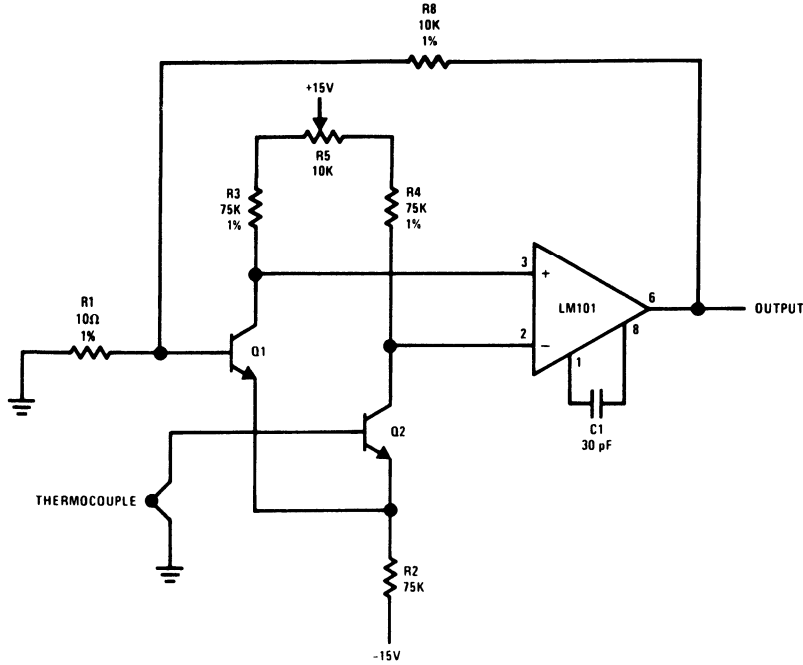 R8
10K
1%
+15V
R5
10K
R3
75K
1%
R4
75K
1%
3
+
LM101
6
OUTPUT
2
−
8
1
C1
30 pF
R1
10Ω
1%
Q1
Q2
THERMOCOUPLE
R2
75K
-15V